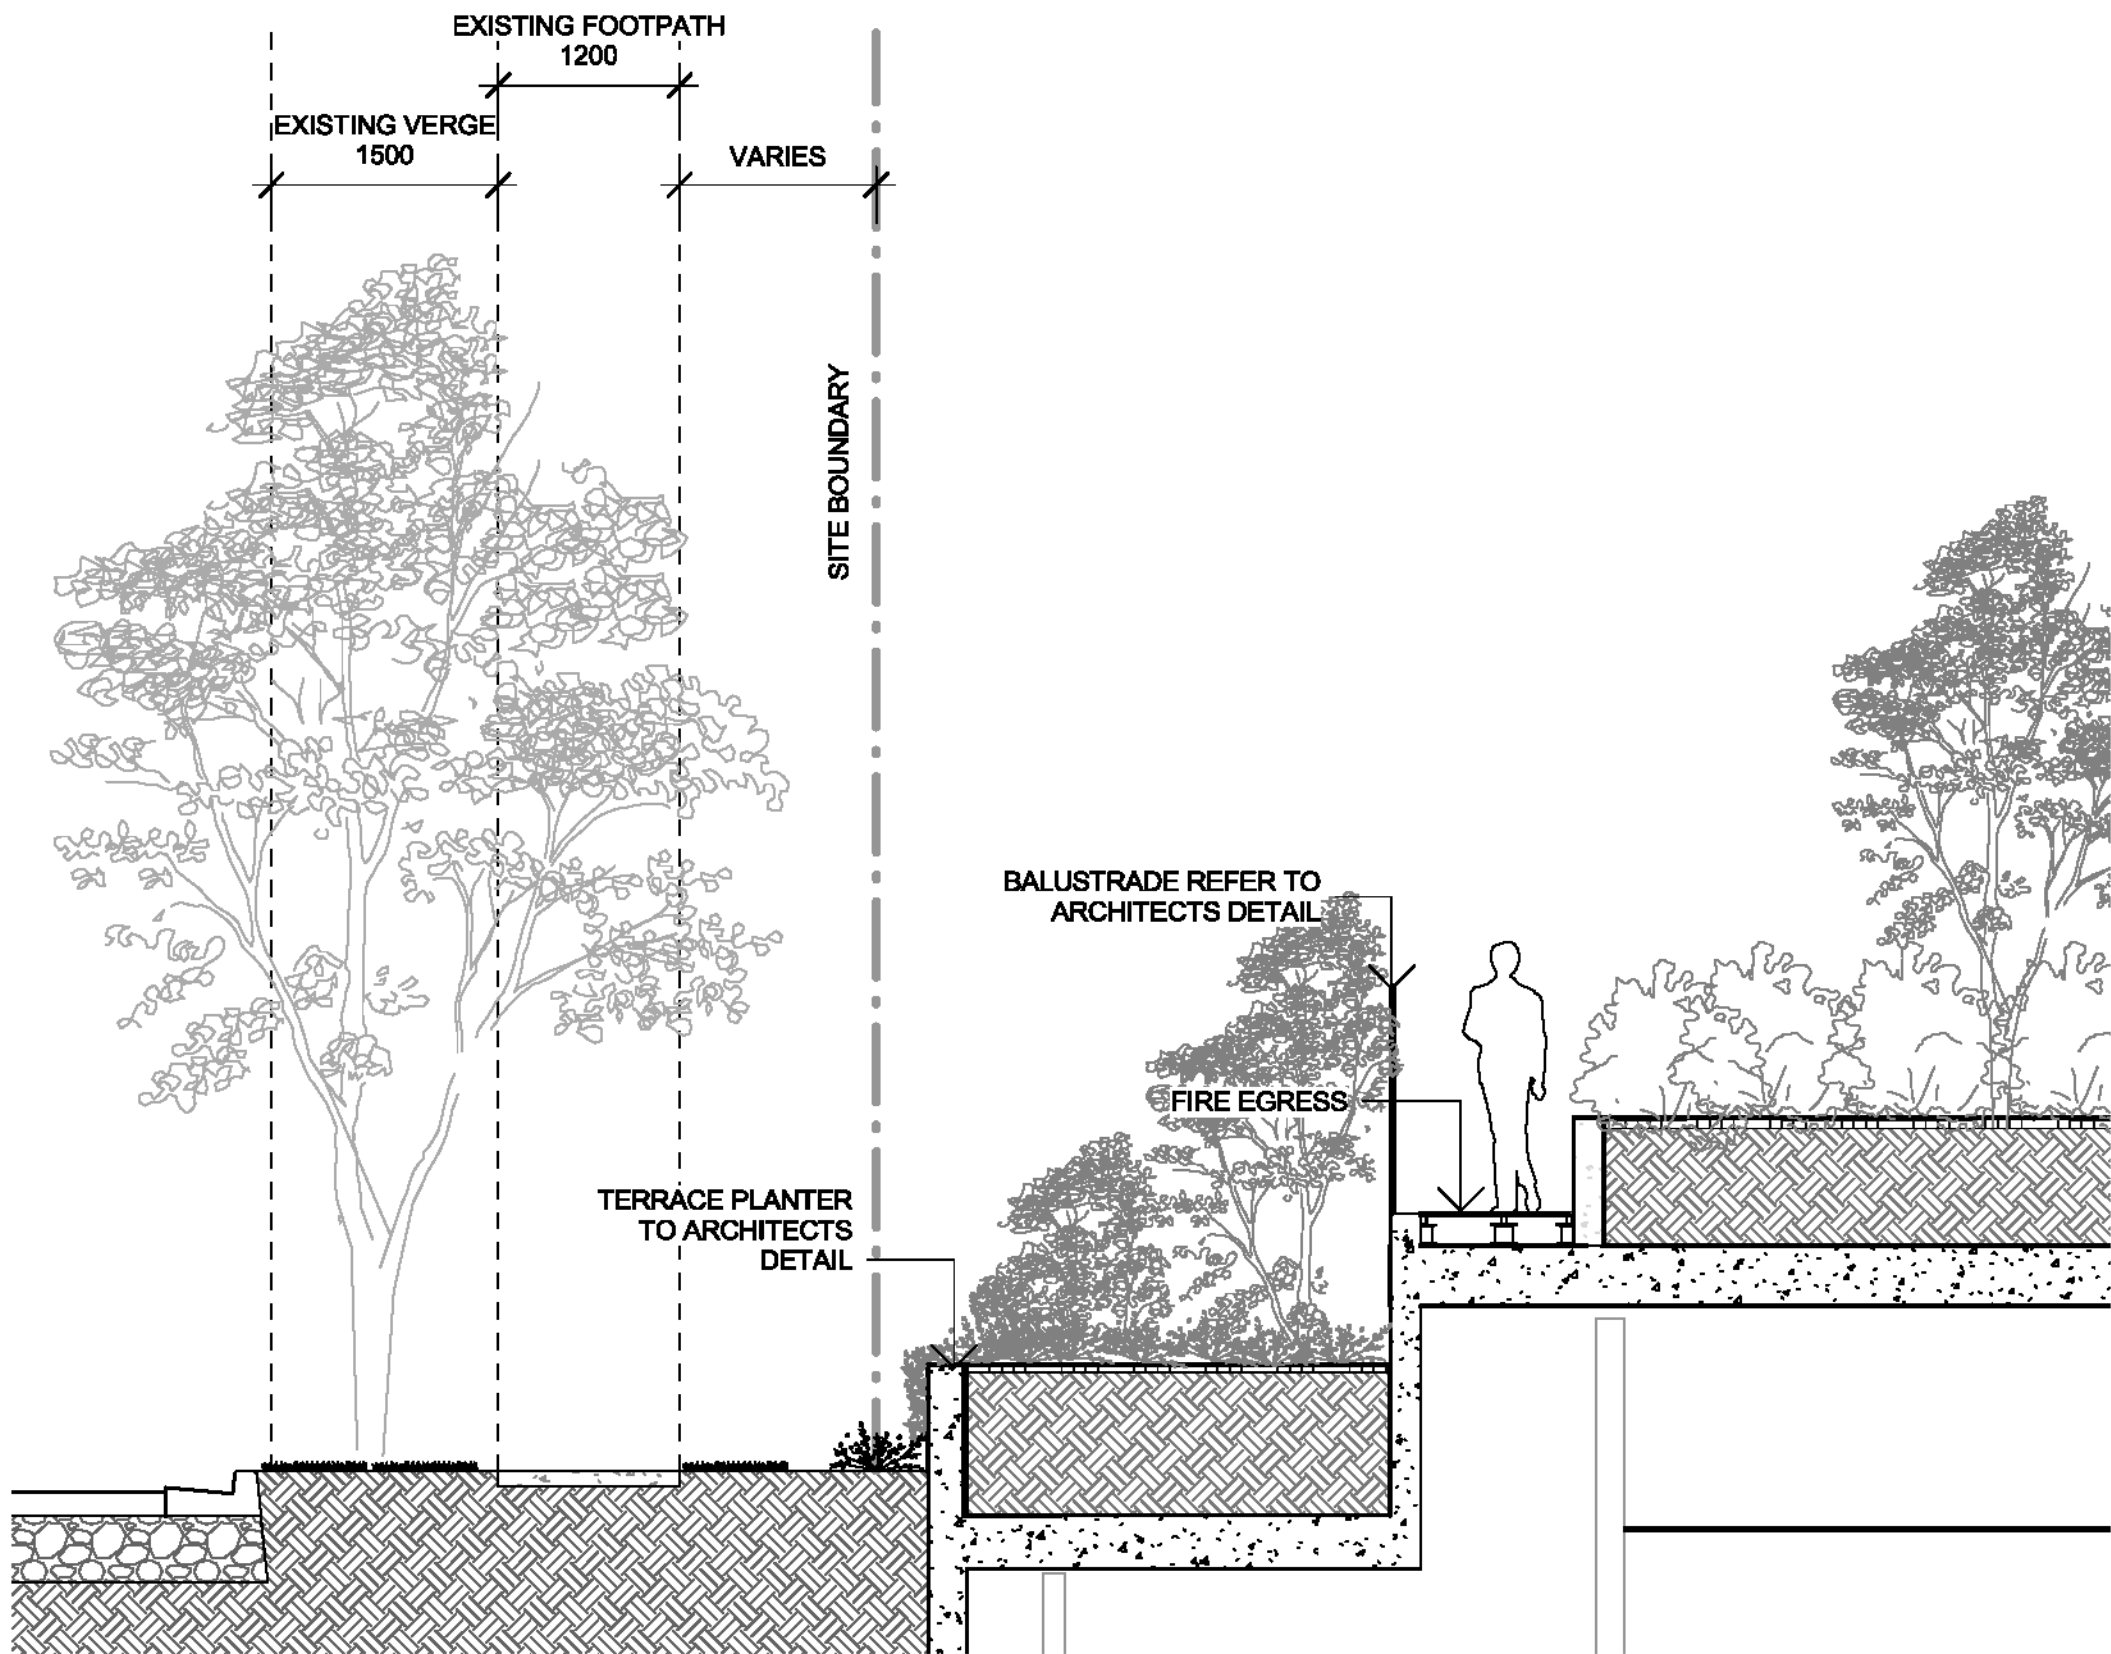 EXISTING FOOTPATH
1200
EXISTING VERGE
1500
VARIES
SITE BOUNDARY
BALUSTRADE REFER TO
ARCHITECTS DETAIL
FIRE EGRESS
TERRACE PLANTER
TO ARCHITECTS
DETAIL